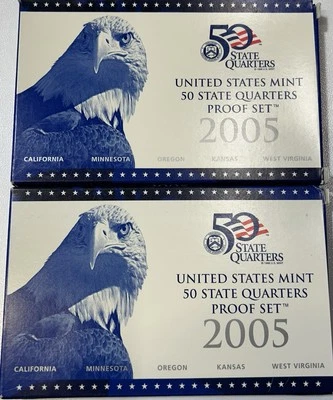 50
STATE
QUARTERS
UNITED STATES MINT
50 STATE QUARTERS
PROOF SET™
2005
CALIFORNIA MINNESOTA OREGON KANSAS WEST VIRGINIA
50
STATE
QUARTERS
UNITED STATES MINT
50 STATE QUARTERS
PROOF SET™
2005
CALIFORNIA MINNESOTA OREGON KANSAS WEST VIRGINIA